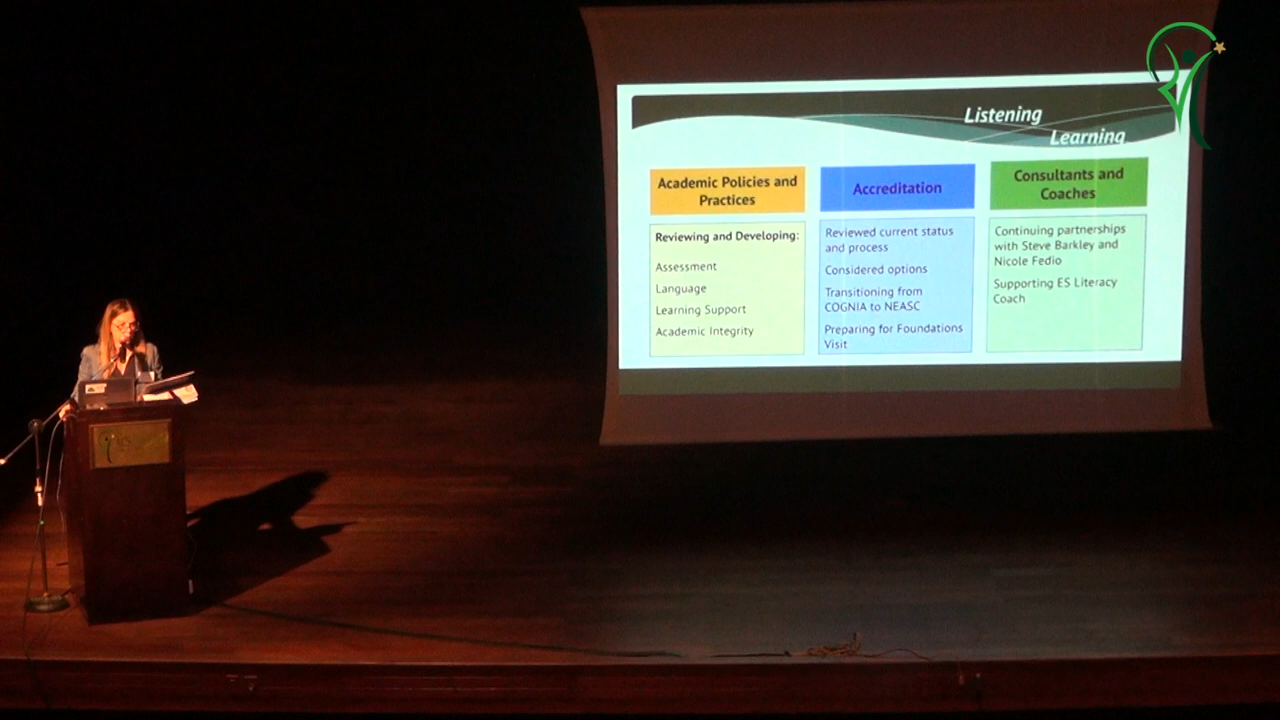 Listening
Learning
Academic Policies and
Practices
Reviewing and Developing:
Assessment
Language
Learning Support
Academic Integrity
Accreditation
Reviewed current status
and process
Considered options
Transitioning from
COGNIA to NEASC
Preparing for Foundations
Visit
Consultants and
Coaches
Continuing partnerships
with Steve Barkley and
Nicole Fedio
Supporting ES Literacy
Coach